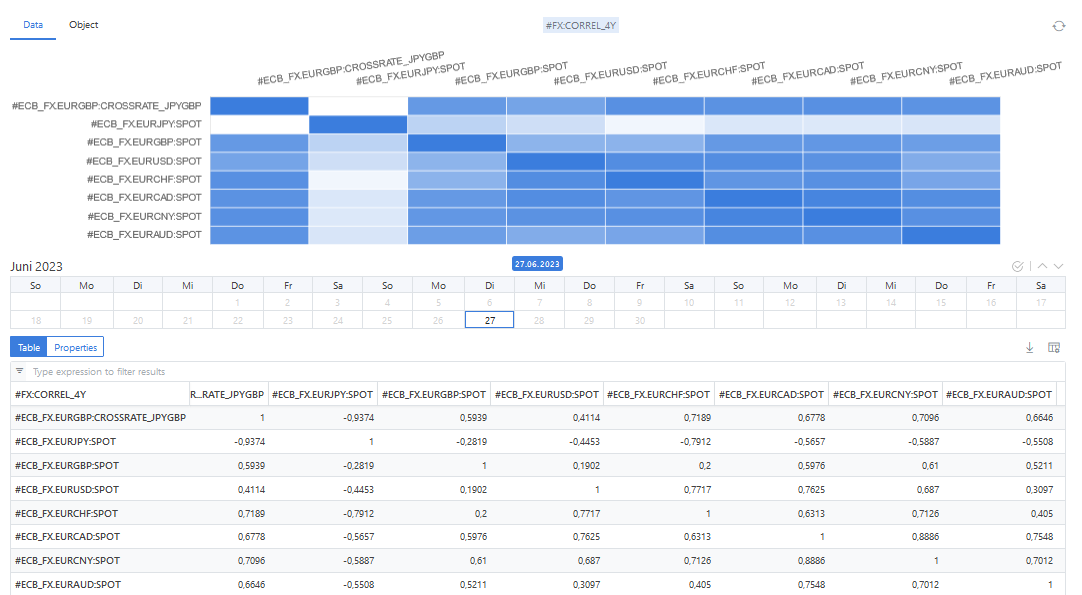 Data Object #FX:CORREL_4Y
#ECB_FX.EURGBP:CROSSRATE_JPYGBP #ECB_FX.EURJPY:SPOT #ECB_FX.EURGBP:SPOT #ECB_FX.EURUSD:SPOT #ECB_FX.EURCHF:SPOT #ECB_FX.EURCAD:SPOT #ECB_FX.EURCNY:SPOT #ECB_FX.EURAUD:SPOT
#ECB_FX.EURGBP:CROSSRATE_JPYGBP
#ECB_FX.EURJPY:SPOT
#ECB_FX.EURGBP:SPOT
#ECB_FX.EURUSD:SPOT
#ECB_FX.EURCHF:SPOT
#ECB_FX.EURCAD:SPOT
#ECB_FX.EURCNY:SPOT
#ECB_FX.EURAUD:SPOT
Juni 2023 27.06.2023
So Mo Di Mi Do Fr Sa So Mo Di Mi Do Fr Sa So Mo Di Mi Do Fr Sa
1 2 3 4 5 6 7 8 9 10 11 12 13 14 15 16 17
18 19 20 21 22 23 24 25 26 27 28 29 30
Table Properties
Type expression to filter results
#FX:CORREL_4Y R...RATE_JPYGBP #ECB_FX.EURJPY:SPOT #ECB_FX.EURGBP:SPOT #ECB_FX.EURUSD:SPOT #ECB_FX.EURCHF:SPOT #ECB_FX.EURCAD:SPOT #ECB_FX.EURCNY:SPOT #ECB_FX.EURAUD:SPOT
#ECB_FX.EURGBP:CROSSRATE_JPYGBP 1 -0,9374 0,5939 0,4114 0,7189 0,6778 0,7096 0,6646
#ECB_FX.EURJPY:SPOT -0,9374 1 -0,2819 -0,4453 -0,7912 -0,5657 -0,5887 -0,5508
#ECB_FX.EURGBP:SPOT 0,5939 -0,2819 1 0,1902 0,2 0,5976 0,61 0,5211
#ECB_FX.EURUSD:SPOT 0,4114 -0,4453 0,1902 1 0,7717 0,7625 0,687 0,3097
#ECB_FX.EURCHF:SPOT 0,7189 -0,7912 0,2 0,7717 1 0,6313 0,7126 0,405
#ECB_FX.EURCAD:SPOT 0,6778 -0,5657 0,5976 0,7625 0,6313 1 0,8886 0,7548
#ECB_FX.EURCNY:SPOT 0,7096 -0,5887 0,61 0,687 0,7126 0,8886 1 0,7012
#ECB_FX.EURAUD:SPOT 0,6646 -0,5508 0,5211 0,3097 0,405 0,7548 0,7012 1